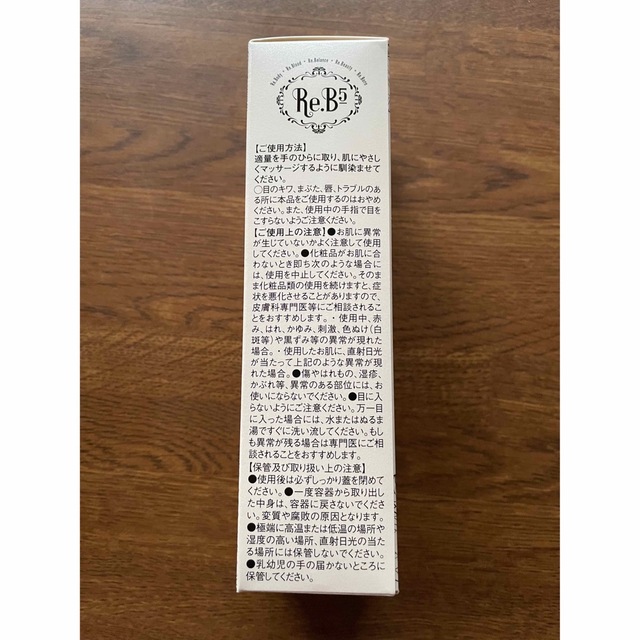 Re.Body • Re.Blood • Re.Balance • Re.Beauty • Re.Born
Re.B5
【ご使用方法】
適量を手のひらに取り、肌にやさし
くマッサージするように馴染ませて
ください。
○目のキワ、まぶた、唇、トラブルのあ
る所に本品をご使用するのはおやめ
ください。また、使用中の手指で目を
こすらないようご注意ください。
【ご使用上の注意】●お肌に異常
が生じていないかよく注意して使用
してください。●化粧品がお肌に合
わないとき即ち次のような場合に
は、使用を中止してください。そのま
ま化粧品類の使用を続けますと、症
状を悪化させることがありますので、
皮膚科専門医等にご相談されるこ
とをおすすめします。・使用中、赤
み、はれ、かゆみ、刺激、色ぬけ(白
斑等)や黒ずみ等の異常が現れた
場合。・使用したお肌に、直射日光
が当たって上記のような異常が現
れた場合。●傷やはれもの、湿疹、
かぶれ等、異常のある部位には、お
使いにならないでください。●目に入
らないようにご注意ください。万一目
に入った場合には、水またはぬるま
湯ですぐに洗い流してください。もし
も異常が残る場合は専門医にご相
談されることをおすすめします。
【保管及び取り扱い上の注意】
●使用後は必ずしっかり蓋を閉めて
ください。●一度容器から取り出し
た中身は、容器に戻さないでくださ
い。変質や腐敗の原因となります。
●極端に高温または低温の場所や
湿度の高い場所、直射日光の当た
る場所には保管しないでください。
●乳幼児の手の届かないところに
保管してください。